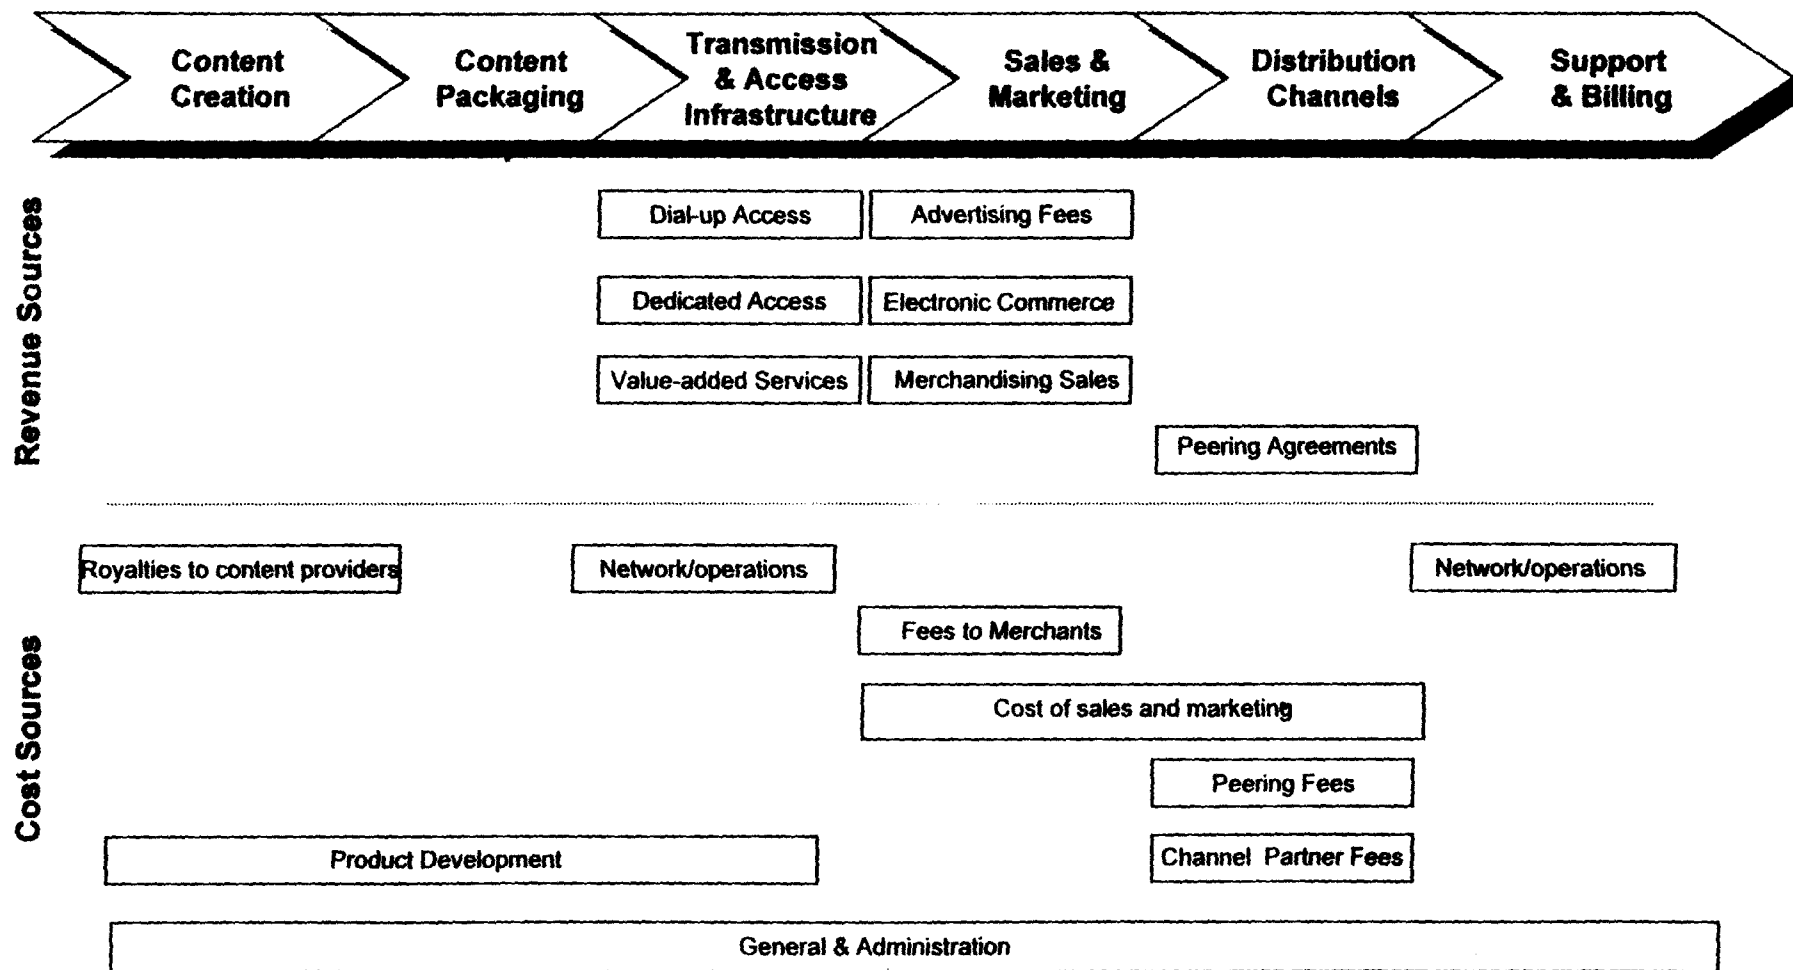 Content
Creation
Content
Packaging
Transmission
& Access
Infrastructure
Sales &
Marketing
Distribution
Channels
Support
& Billing
Revenue Sources
Dial-up Access
Advertising Fees
Dedicated Access
Electronic Commerce
Value-added Services
Merchandising Sales
Peering Agreements
Cost Sources
Royalties to content providers
Network/operations
Network/operations
Fees to Merchants
Cost of sales and marketing
Peering Fees
Product Development
Channel Partner Fees
General & Administration